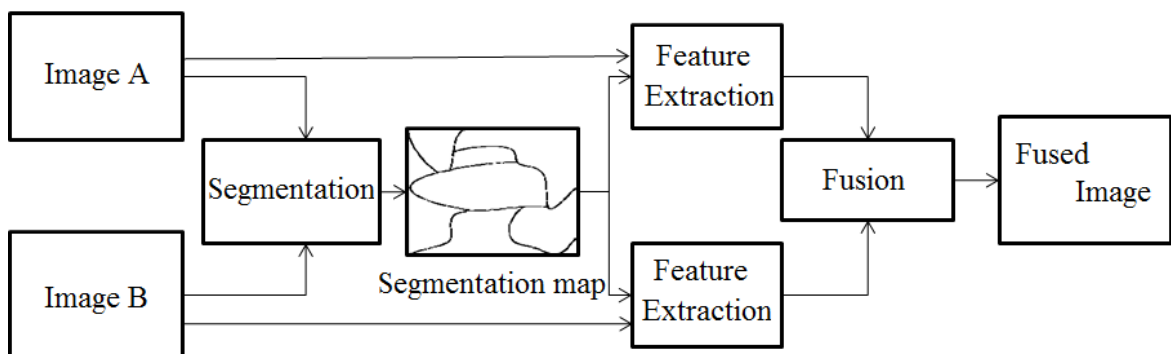 Image A
Feature
Extraction
Segmentation
Segmentation map
Fusion
Fused
Image
Image B
Feature
Extraction